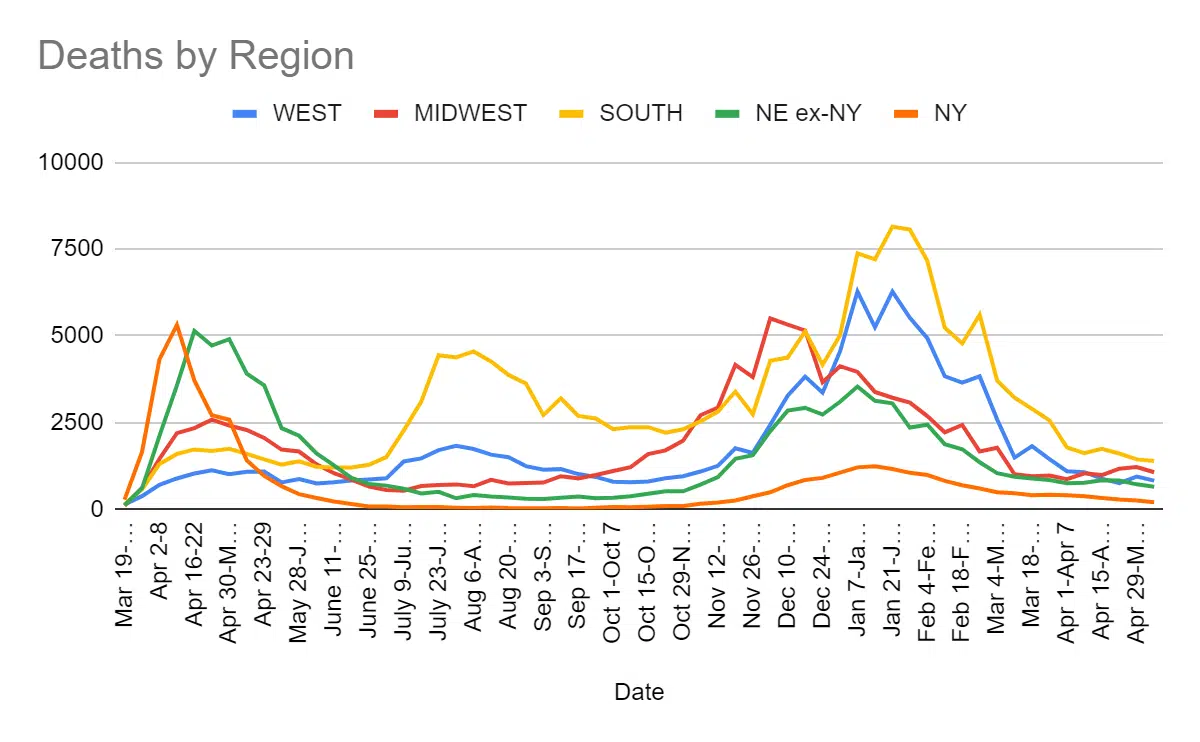 Deaths by Region
WEST MIDWEST SOUTH NE ex-NY NY
10000
7500
5000
2500
0
Mar 19-…
Apr 2-8
Apr 16-22
Apr 30-M…
Apr 23-29
May 28-J…
June 11-…
June 25-…
July 9-Ju…
July 23-J…
Aug 6-A…
Aug 20-…
Sep 3-S…
Sep 17-…
Oct 1-Oct 7
Oct 15-O…
Oct 29-N…
Nov 12-…
Nov 26-…
Dec 10-…
Dec 24-…
Jan 7-Ja…
Jan 21-J…
Feb 4-Fe…
Feb 18-F…
Mar 4-M…
Mar 18-…
Apr 1-Apr 7
Apr 15-A…
Apr 29-M…
Date